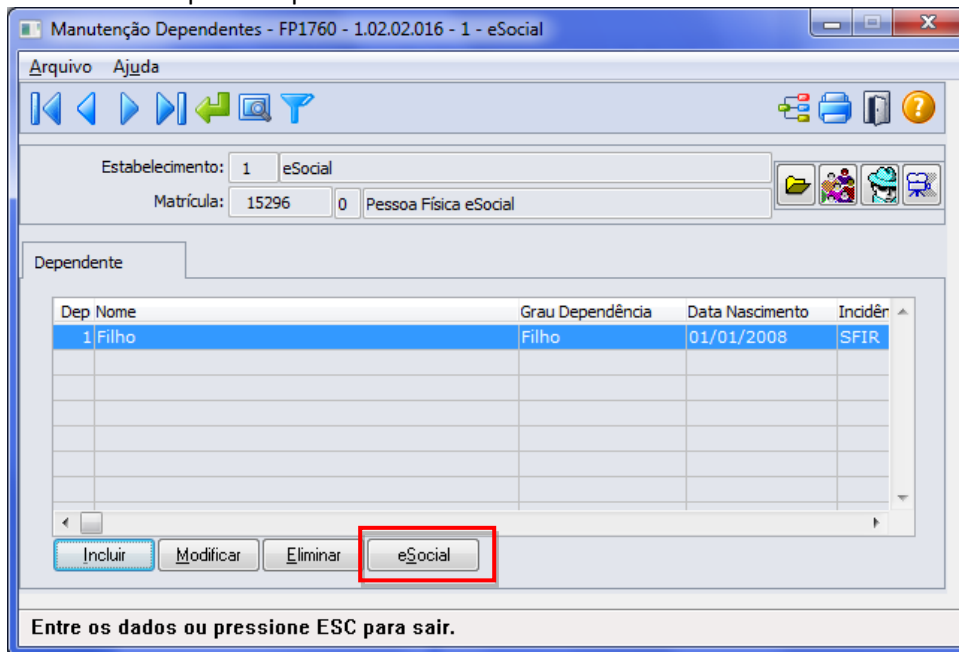 Manutenção Dependentes - FP1760 - 1.02.02.016 - 1 - eSocial
Arquivo Ajuda
Estabelecimento: 1 eSocial
Matrícula: 15296 0 Pessoa Física eSocial
Dependente
Dep Nome Grau Dependência Data Nascimento Incidên
1 Filho Filho 01/01/2008 SFIR
Incluir Modificar Eliminar eSocial
Entre os dados ou pressione ESC para sair.